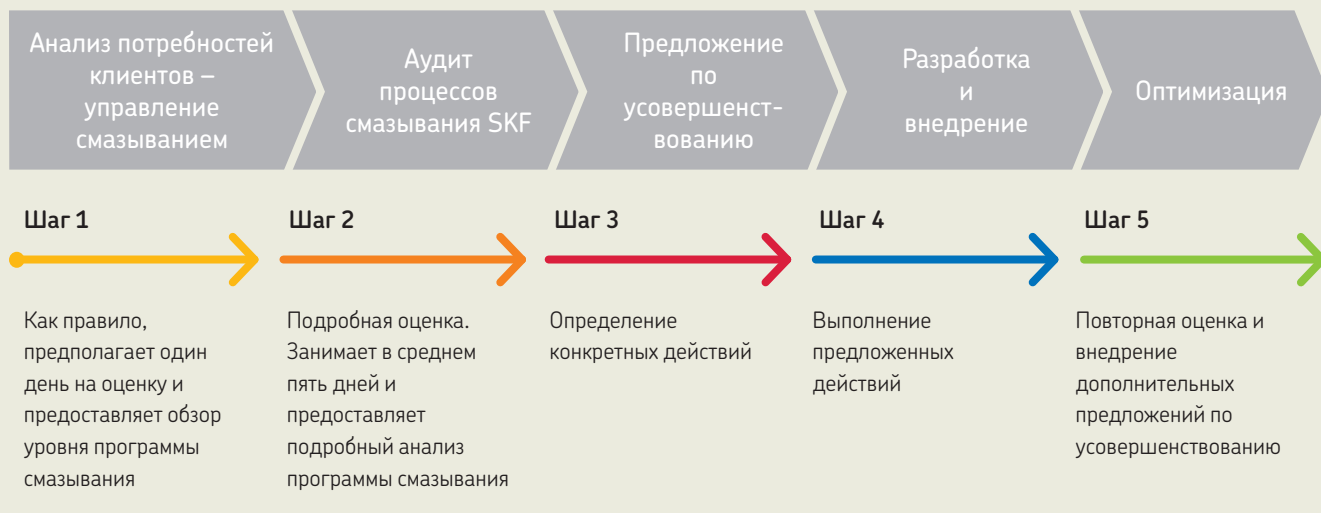 Анализ потребностей
клиентов –
управление
смазыванием
Аудит
процессов
смазывания SKF
Предложение
по
усовершенст-
вованию
Разработка
и
внедрение
Оптимизация
Шаг 1
Как правило,
предполагает один
день на оценку и
предоставляет обзор
уровня программы
смазывания
Шаг 2
Подробная оценка.
Занимает в среднем
пять дней и
предоставляет
подробный анализ
программы смазывания
Шаг 3
Определение
конкретных действий
Шаг 4
Выполнение
предложенных
действий
Шаг 5
Повторная оценка и
внедрение
дополнительных
предложений по
усовершенствованию